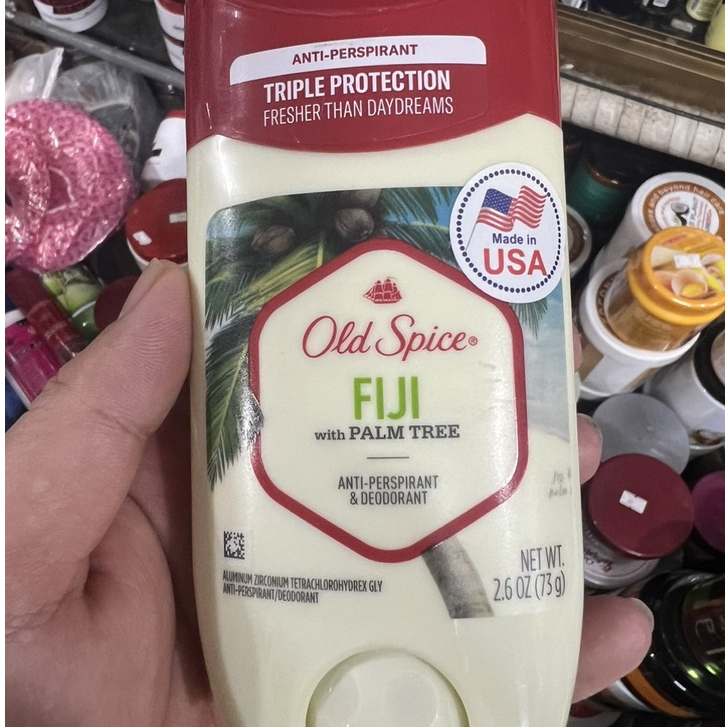 ANTI-PERSPIRANT
TRIPLE PROTECTION
FRESHER THAN DAYDREAMS
Made in
USA
Old Spice®
FIJI
with PALM TREE
ANTI-PERSPIRANT
& DEODORANT
ALUMINUM ZIRCONIUM TETRACHLOROHYDREX GLY
ANTI-PERSPIRANT/DEODORANT
NET WT.
2.6 OZ (73 g)